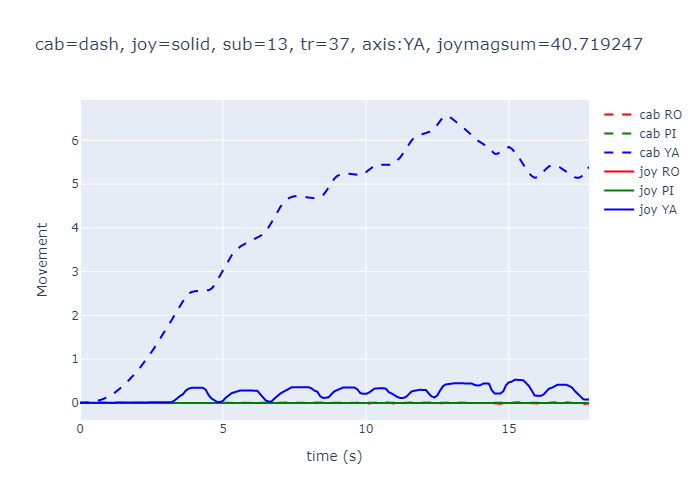 cab=dash, joy=solid, sub=13, tr=37, axis:YA, joymagsum=40.719247
cab RO
cab PI
cab YA
joy RO
joy PI
joy YA
Movement
6
5
4
3
2
1
0
0
5
10
15
time (s)